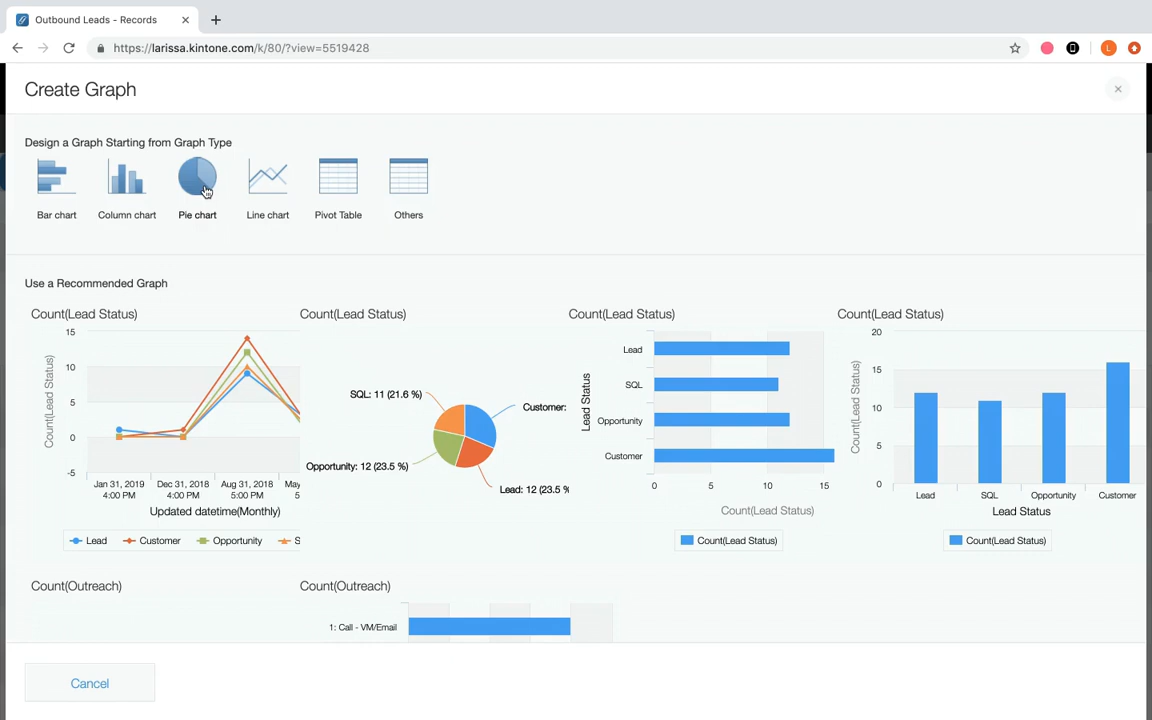 Outbound Leads - Records
https://larissa.kintone.com/k/80/?view=5519428
L
Create Graph
Design a Graph Starting from Graph Type
Bar chart
Column chart
Pie chart
Line chart
Pivot Table
Others
Use a Recommended Graph
Count(Lead Status)
15
10
5
0
-5
Count(Lead Status)
Jan 31, 2019
4:00 PM
Dec 31, 2018
4:00 PM
Aug 31, 2018
5:00 PM
May
5
Updated datetime(Monthly)
Lead
Customer
Opportunity
S
Count(Lead Status)
SQL: 11 (21.6 %)
Customer:
Opportunity: 12 (23.5 %)
Lead: 12 (23.5 %
Count(Lead Status)
Lead Status
Lead
SQL
Opportunity
Customer
0
5
10
15
Count(Lead Status)
Count(Lead Status)
Count(Lead Status)
20
15
10
5
0
Count(Lead Status)
Lead
SQL
Opportunity
Customer
Lead Status
Count(Lead Status)
Count(Outreach)
Count(Outreach)
1: Call - VM/Email
Cancel